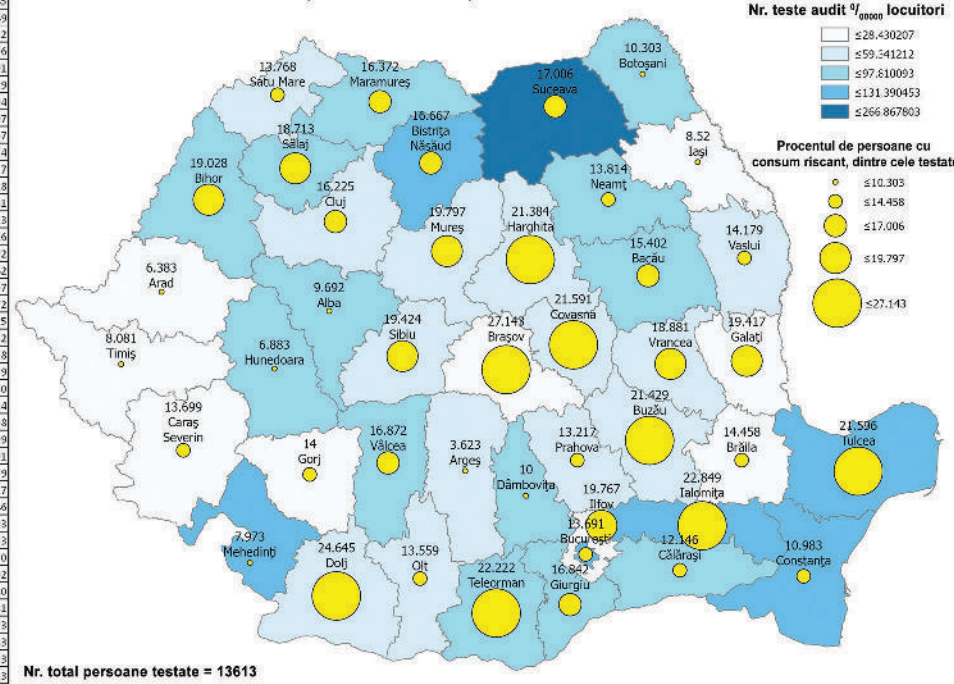 Nr. teste audit ⁰/₀₀₀₀₀ locuitori
≤28.430207
≤59.341212
≤97.810093
≤131.390453
≤266.867803
Procentul de persoane cu
consum riscant, dintre cele testate
≤10.303
≤14.458
≤17.006
≤19.797
≤27.143
10.303
Botoșani
13.768
Satu Mare
16.372
Maramureș
17.006
Suceava
16.667
Bistrița
Năsăud
8.52
Iași
18.713
Sălaj
19.028
Bihor
13.814
Neamț
16.225
Cluj
19.797
Mureș
21.384
Harghita
14.179
Vaslui
15.402
Bacău
6.383
Arad
9.692
Alba
21.591
Covasna
19.424
Sibiu
27.143
Brașov
18.881
Vrancea
19.417
Galați
8.081
Timiș
6.883
Hunedoara
21.429
Buzău
13.699
Caraș
Severin
14
Gorj
16.872
Vâlcea
3.623
Argeș
13.217
Prahova
14.458
Brăila
21.596
Tulcea
10
Dâmbovița
22.849
Ialomița
19.767
Ilfov
13.691
București
7.973
Mehedinți
24.645
Dolj
13.559
Olt
22.222
Teleorman
16.842
Giurgiu
12.146
Călărași
10.983
Constanța
Nr. total persoane testate = 13613